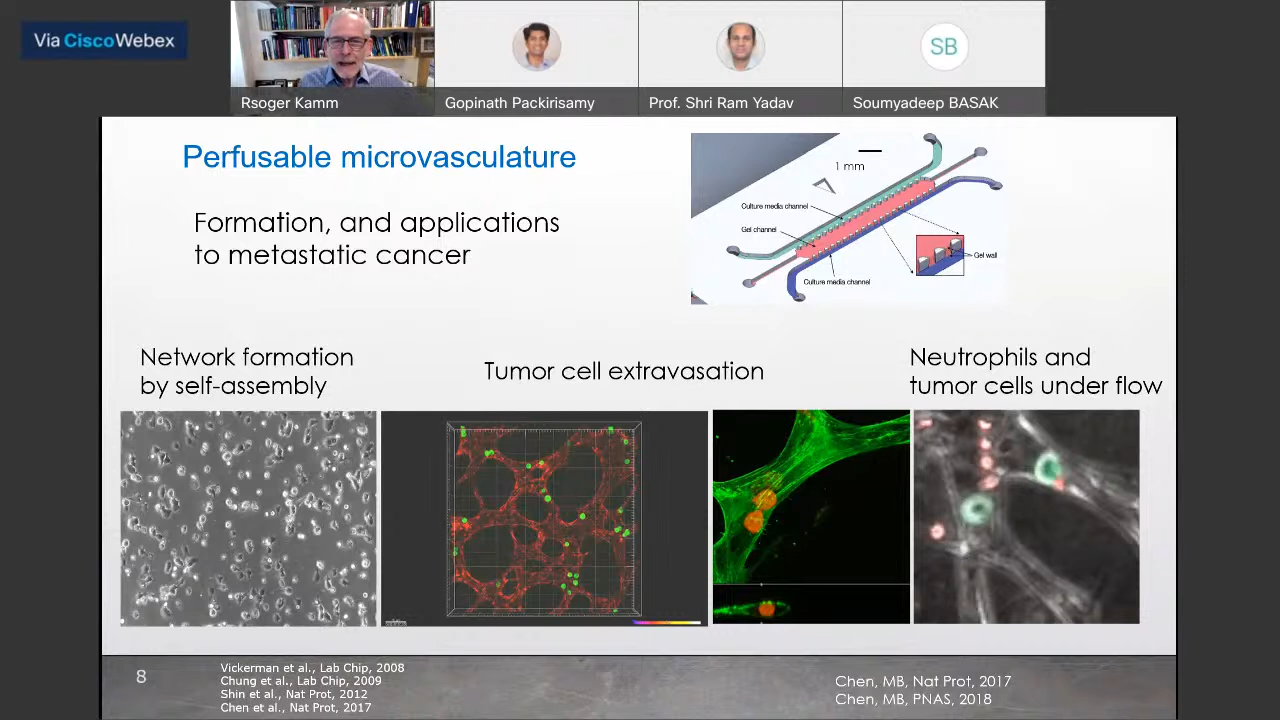 Via Cisco Webex
Rsoger Kamm
Gopinath Packirisamy
Prof. Shri Ram Yadav
SB
Soumyadeep BASAK
Perfusable microvasculature
Formation, and applications
to metastatic cancer
1 mm
Culture media channel
Gel channel
Gel wall
Culture media channel
Network formation
by self-assembly
Tumor cell extravasation
Neutrophils and
tumor cells under flow
8
Vickerman et al., Lab Chip, 2008
Chung et al., Lab Chip, 2009
Shin et al., Nat Prot, 2012
Chen et al., Nat Prot, 2017
Chen, MB, Nat Prot, 2017
Chen, MB, PNAS, 2018